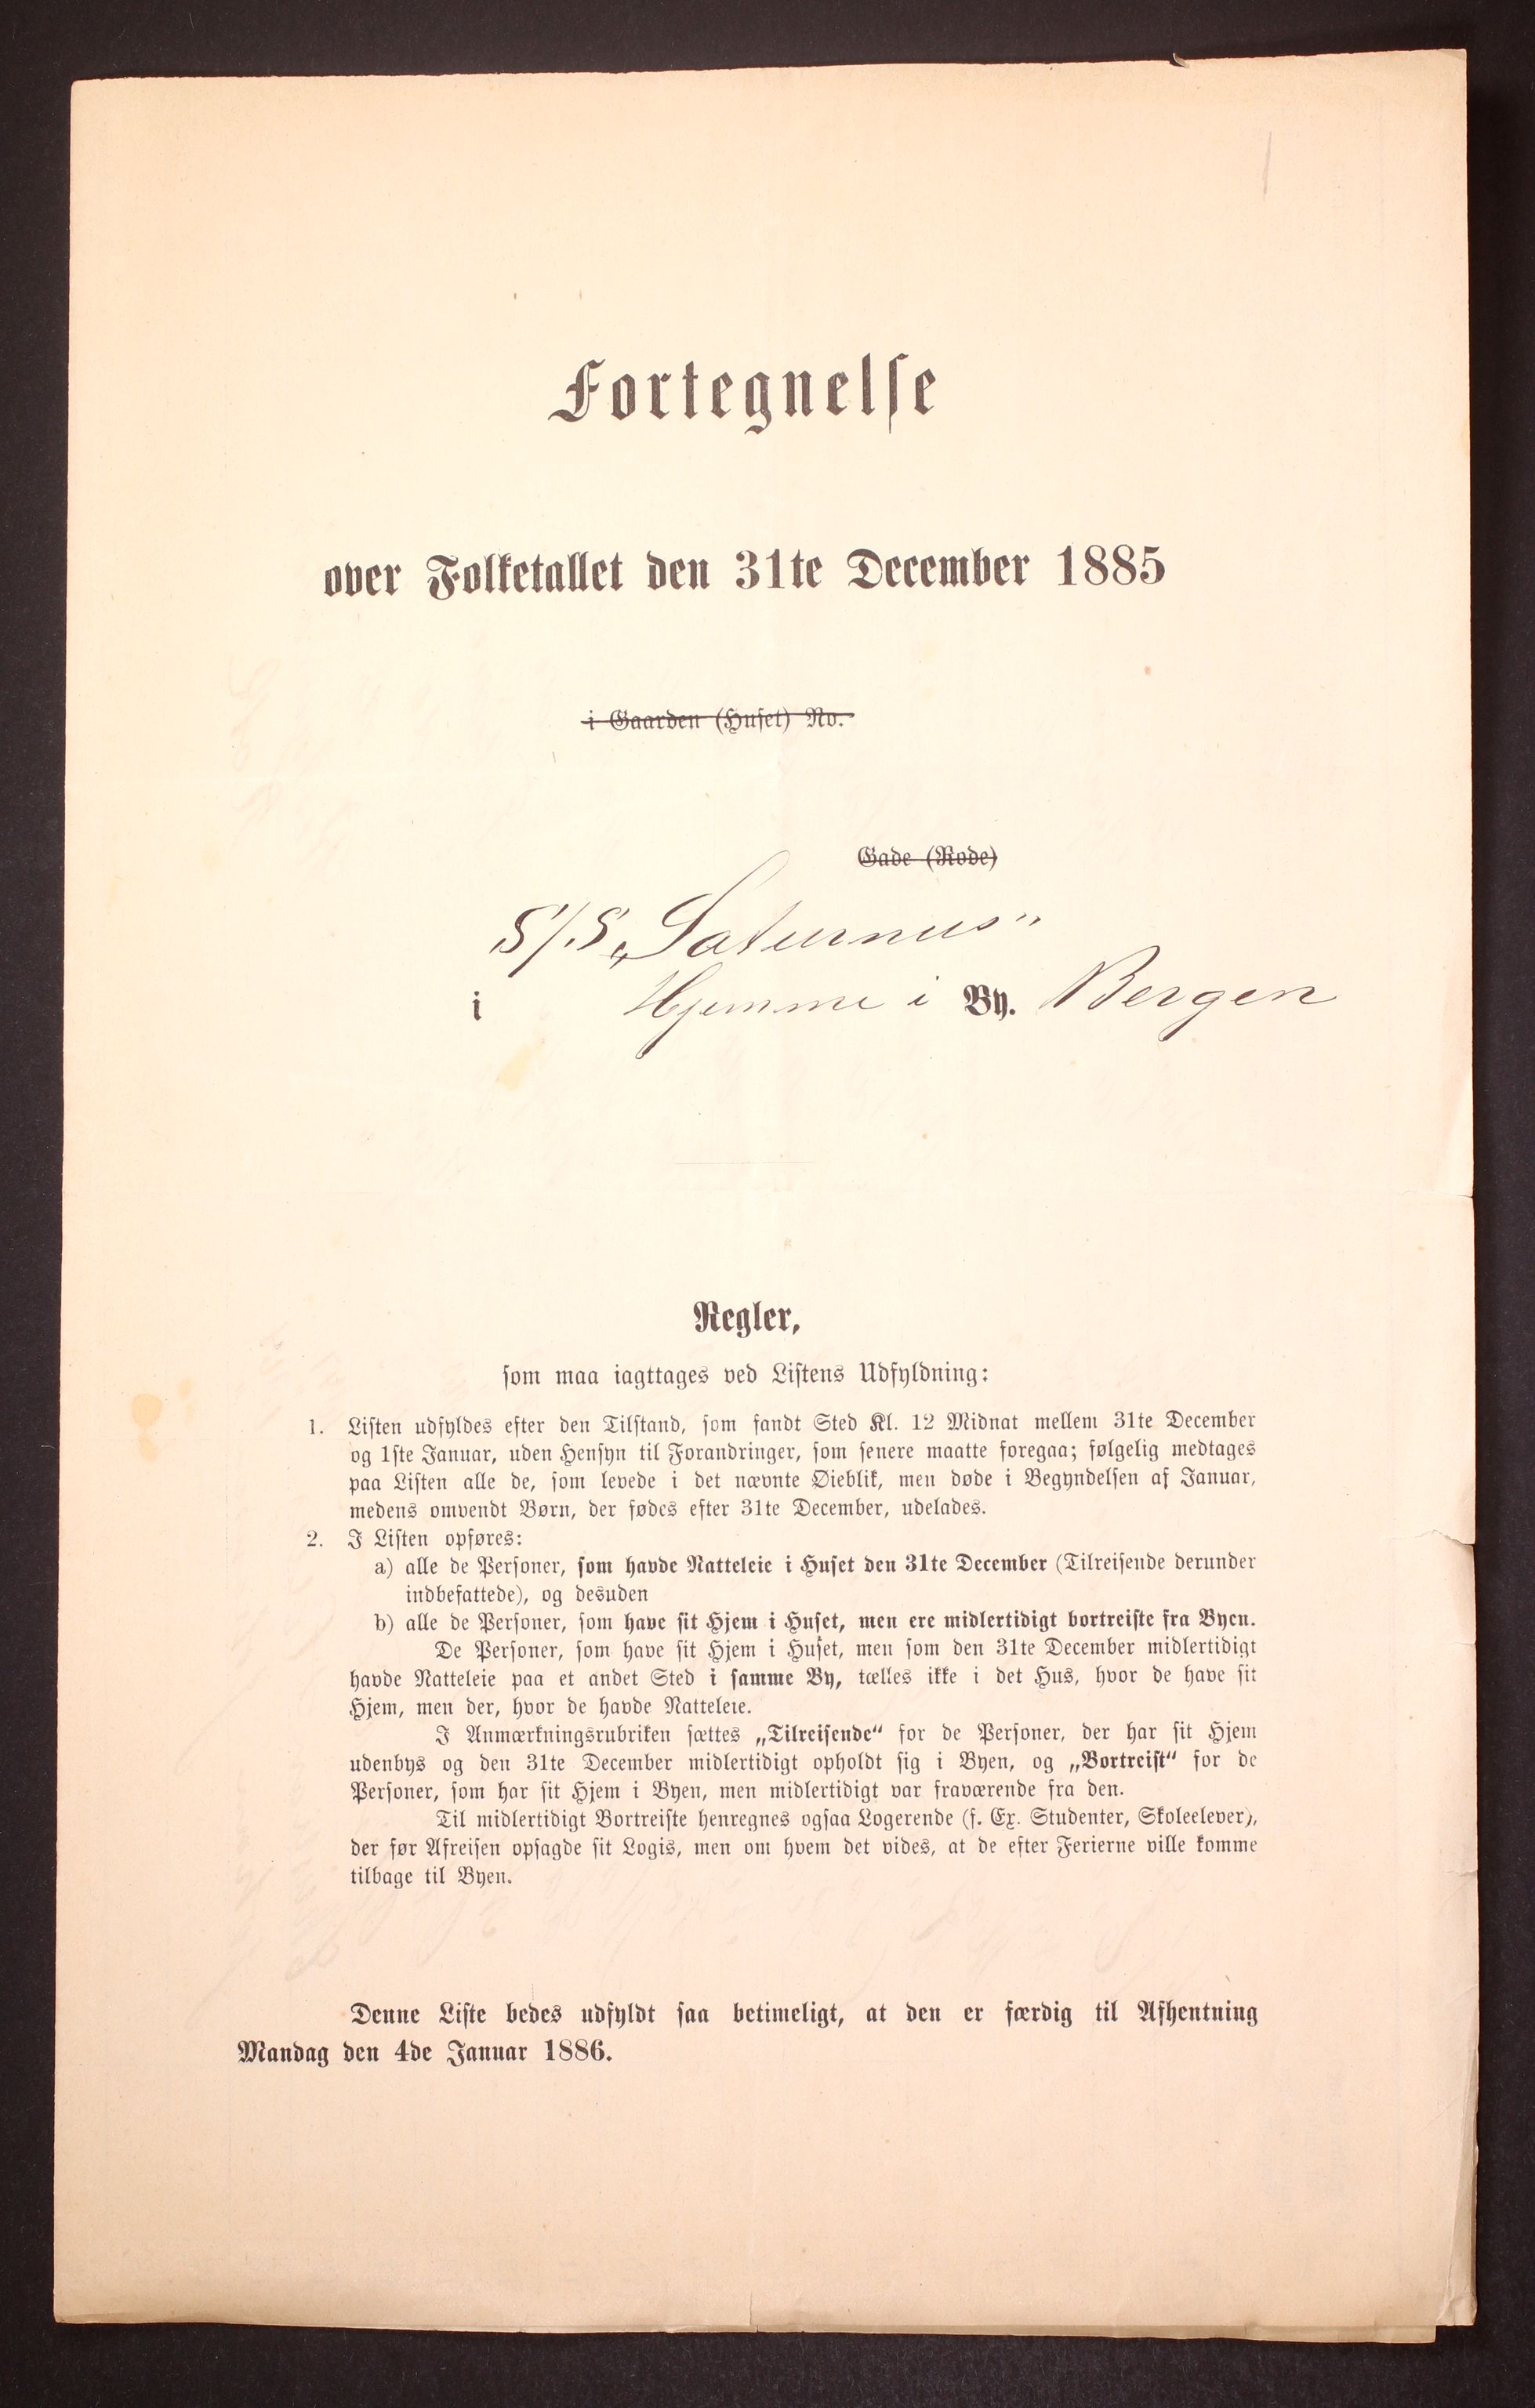 Fortegnelse
over Folketallet den 31te December 1885
i Gaarden (Huset) No.
Gade (Rode)
S/S „Saturnus"
i Hjemme i By. Bergen
Regler,
som maa iagttages ved Listens Udfyldning:
1. Listen udfyldes efter den Tilstand, som fandt Sted Kl. 12 Midnat mellem 31te December
og 1ste Januar, uden Hensyn til Forandringer, som senere maatte foregaa; følgelig medtages
paa Listen alle de, som levede i det nævnte Øieblik, men døde i Begyndelsen af Januar,
medens omvendt Børn, der fødes efter 31te December, udelades.
2. I Listen opføres:
a) alle de Personer, som havde Natteleie i Huset den 31te December (Tilreisende derunder
indbefattede), og desuden
b) alle de Personer, som have sit Hjem i Huset, men ere midlertidigt bortreiste fra Byen.
De Personer, som have sit Hjem i Huset, men som den 31te December midlertidigt
havde Natteleie paa et andet Sted i samme By, tælles ikke i det Hus, hvor de have sit
Hjem, men der, hvor de havde Natteleie.
I Anmærkningsrubriken sættes „Tilreisende" for de Personer, der har sit Hjem
udenbys og den 31te December midlertidigt opholdt sig i Byen, og „Bortreist" for de
Personer, som har sit Hjem i Byen, men midlertidigt var fraværende fra den.
Til midlertidigt Bortreiste henregnes ogsaa Logerende (f. Ex. Studenter, Skoleelever),
der før Afreisen opsagde sit Logis, men om hvem det vides, at de efter Ferierne ville komme
tilbage til Byen.
Denne Liste bedes udfyldt saa betimeligt, at den er færdig til Afhentning
Mandag den 4de Januar 1886.